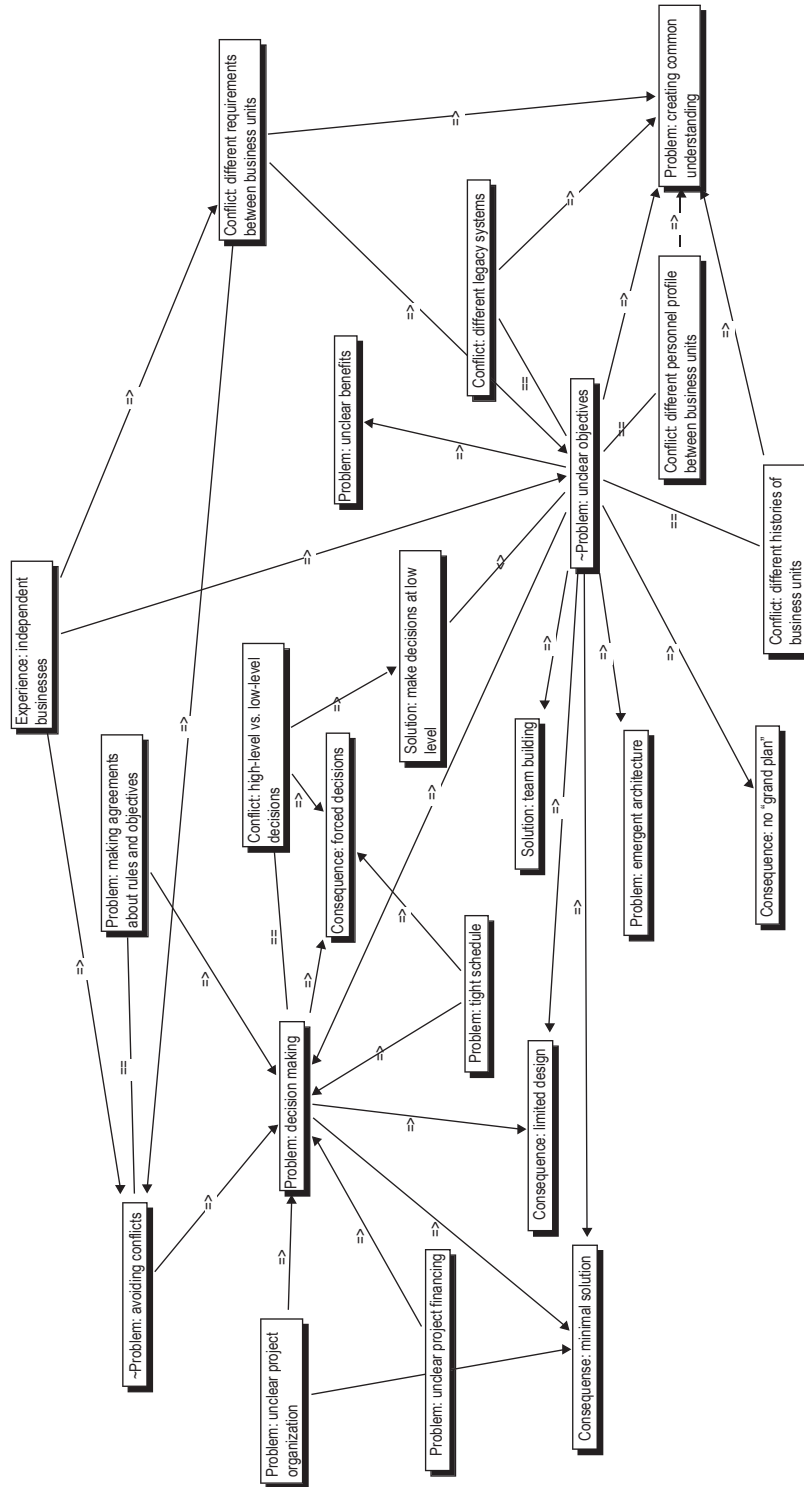 Experience: independent
businesses
=>
Problem: making agreements
about rules and objectives
~Problem: avoiding conflicts
==
=>
=>
Conflict: different requirements
between business units
=>
=>
Conflict: high-level vs. low-level
decisions
Problem: unclear project
organization
=>
Problem: decision making
==
=>
=>
Consequence: forced decisions
=>
=>
Problem: unclear benefits
=>
=>
=>
Solution: make decisions at low
level
=>
=>
=>
=>
Problem: unclear project financing
=>
Problem: tight schedule
=>
=>
Conflict: different legacy systems
<>
==
Consequence: limited design
Solution: team building
=>
=>
=>
Consequense: minimal solution
=>
~Problem: unclear objectives
=>
=>
==
Problem: emergent architecture
=>
==
Conflict: different personnel profile
between business units
=>
Problem: creating common
understanding
=>
Consequence: no “grand plan”
Conflict: different histories of
business units